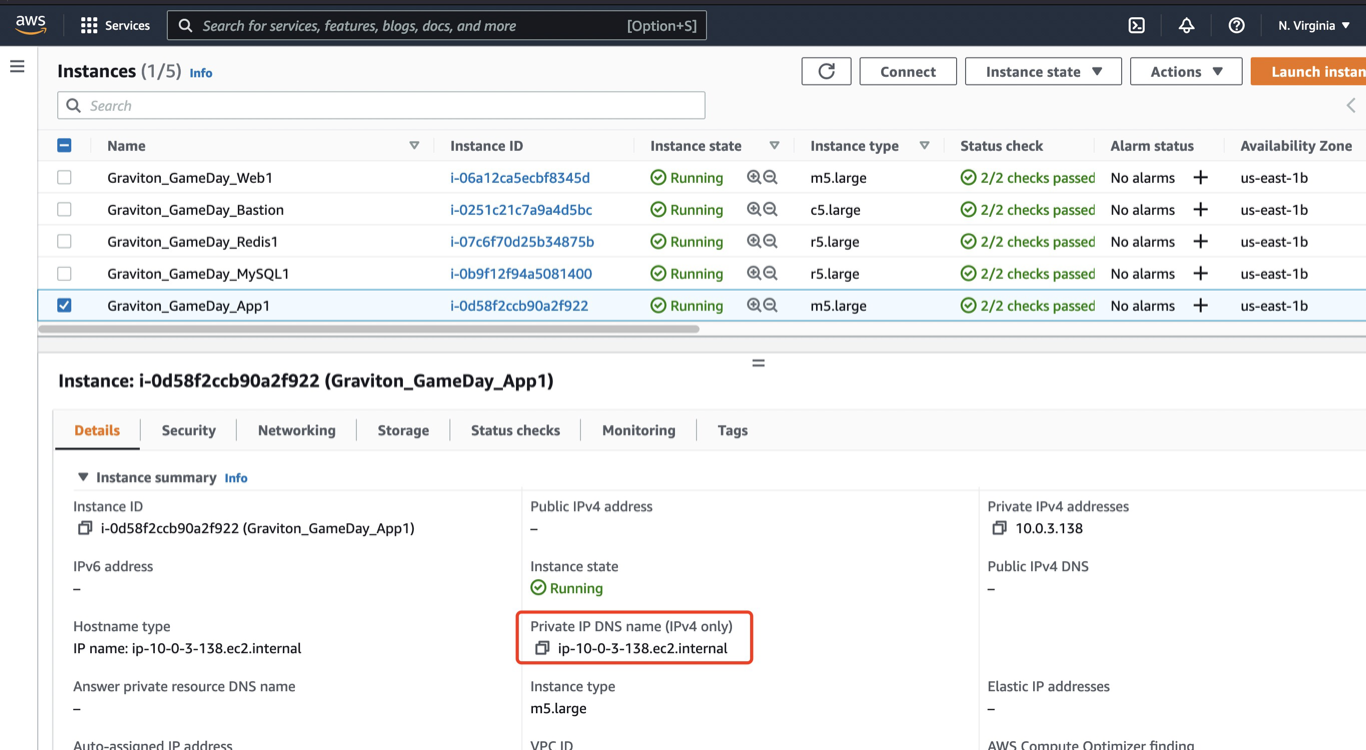 aws Services Search for services, features, blogs, docs, and more [Option+S] N. Virginia ▼
Instances (1/5) Info Connect Instance state ▼ Actions ▼ Launch instan
Search
Name Instance ID Instance state Instance type Status check Alarm status Availability Zone
Graviton_GameDay_Web1 i-06a12ca5ecbf8345d Running m5.large 2/2 checks passed No alarms + us-east-1b
Graviton_GameDay_Bastion i-0251c21c7a9a4d5bc Running c5.large 2/2 checks passed No alarms + us-east-1b
Graviton_GameDay_Redis1 i-07c6f70d25b34875b Running r5.large 2/2 checks passed No alarms + us-east-1b
Graviton_GameDay_MySQL1 i-0b9f12f94a5081400 Running r5.large 2/2 checks passed No alarms + us-east-1b
Graviton_GameDay_App1 i-0d58f2ccb90a2f922 Running m5.large 2/2 checks passed No alarms + us-east-1b
Instance: i-0d58f2ccb90a2f922 (Graviton_GameDay_App1)
Details Security Networking Storage Status checks Monitoring Tags
▼ Instance summary Info
Instance ID Public IPv4 address Private IPv4 addresses
i-0d58f2ccb90a2f922 (Graviton_GameDay_App1) – 10.0.3.138
IPv6 address Instance state Public IPv4 DNS
– Running –
Hostname type Private IP DNS name (IPv4 only)
IP name: ip-10-0-3-138.ec2.internal ip-10-0-3-138.ec2.internal
Answer private resource DNS name Instance type Elastic IP addresses
– m5.large –
Auto-assigned IP address VPC ID AWS Compute Optimizer finding